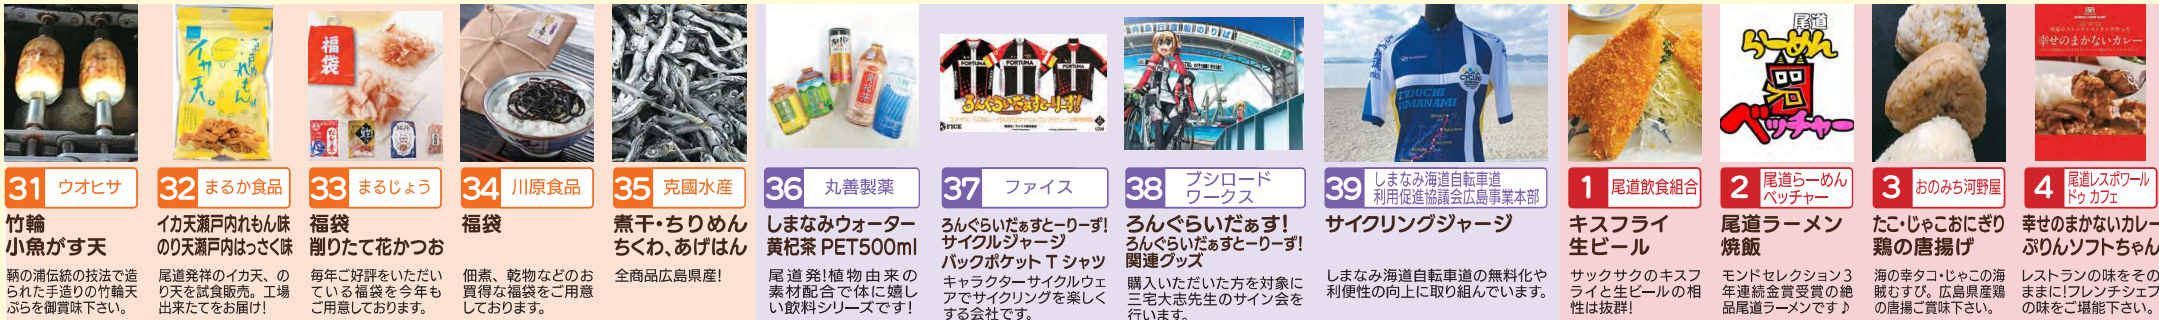 31 ウオヒサ
竹輪
小魚がす天
鞆の浦伝統の技法で造
られた手造りの竹輪天
ぷらを御賞味下さい。
イカ天。
32 まるか食品
イカ天瀬戸内れもん味
のり天瀬戸内はっさく味
尾道発祥のイカ天、の
り天を試食販売。工場
出来たてをお届け!
福袋
33 まるじょう
福袋
削りたて花かつお
毎年ご好評をいただい
ている福袋を今年も
ご用意しております。
34 川原食品
福袋
佃煮、乾物などのお
買得な福袋をご用意
しております。
35 克國水産
煮干・ちりめん
ちくわ、あげはん
全商品広島県産!
36 丸善製薬
しまなみウォーター
黄杞茶 PET500ml
尾道発!植物由来の
素材配合で体に嬉し
い飲料シリーズです!
FORTUNA
FORTUNA
FORTUNA
ろんぐらいだぁすとーりーず!
FICE
37 ファイス
ろんぐらいだぁすとーりーず!
サイクルジャージ
バックポケット T シャツ
キャラクターサイクルウェ
アでサイクリングを楽しく
する会社です。
38 ブシロード
ワークス
ろんぐらいだぁす!
ろんぐらいだぁすとーりーず!
関連グッズ
購入いただいた方を対象に
三宅大志先生のサイン会を
行います。
CYCLING
39 しまなみ海道自転車道
利用促進協議会広島事業本部
サイクリングジャージ
しまなみ海道自転車道の無料化や
利便性の向上に取り組んでいます。
1 尾道飲食組合
キスフライ
生ビール
サックサクのキスフ
ライと生ビールの相
性は抜群!
尾道
らーめん
ベッチャー
2 尾道らーめん
ベッチャー
尾道ラーメン
焼飯
モンドセレクション3
年連続金賞受賞の絶
品尾道ラーメンです♪
3 おのみち河野屋
たこ・じゃこおにぎり
鶏の唐揚げ
海の幸タコ・じゃこの海
賊むすび。広島県産鶏
の唐揚ご賞味下さい。
幸せのまかないカレー
4 尾道レスポワール
ドゥ カフェ
幸せのまかないカレー
ぷりんソフトちゃん
レストランの味をその
ままに!フレンチシェフ
の味をご堪能下さい。